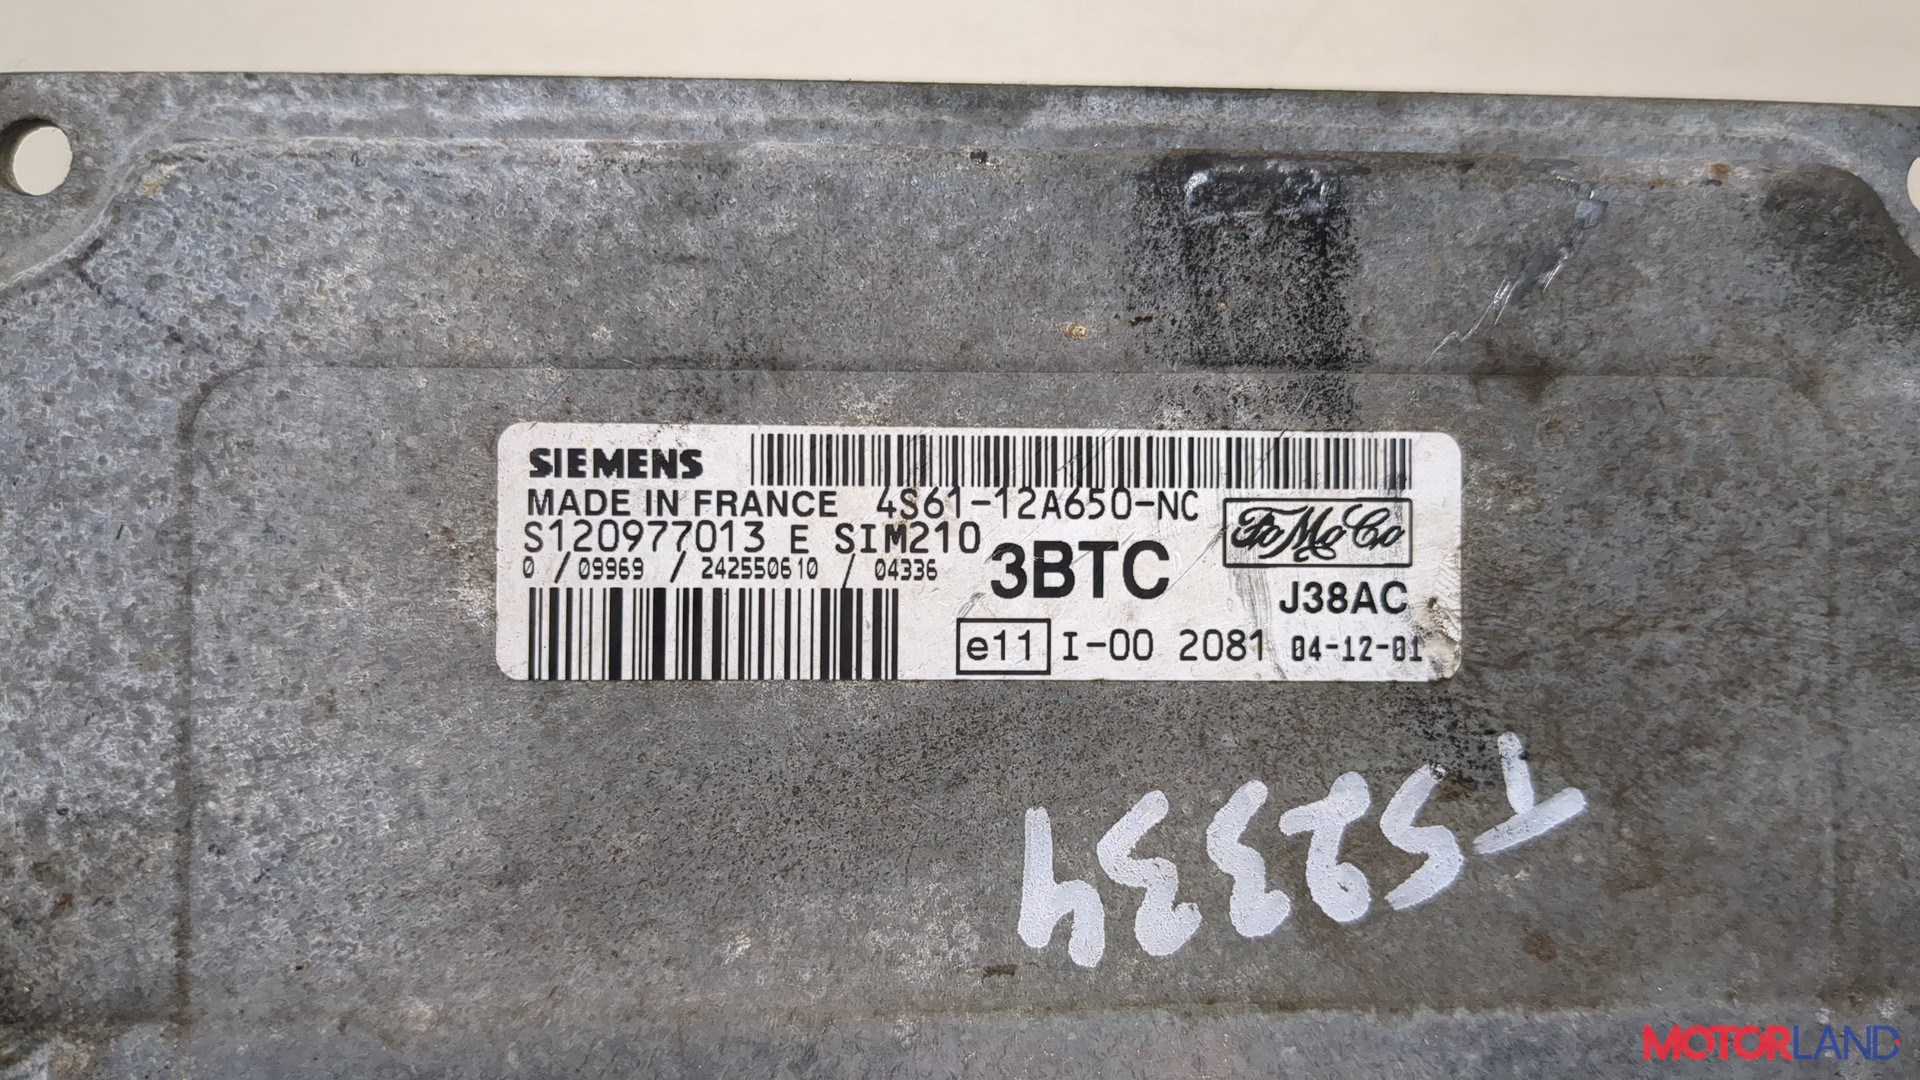 SIEMENS
MADE IN FRANCE 4S61-12A650-NC
S120977013 E SIM210
FoMoCo
0 / 09969 / 242550610 / 04336
3BTC
J38AC
e11 I-00 2081 04-12-01
T52334
MOTORLAND